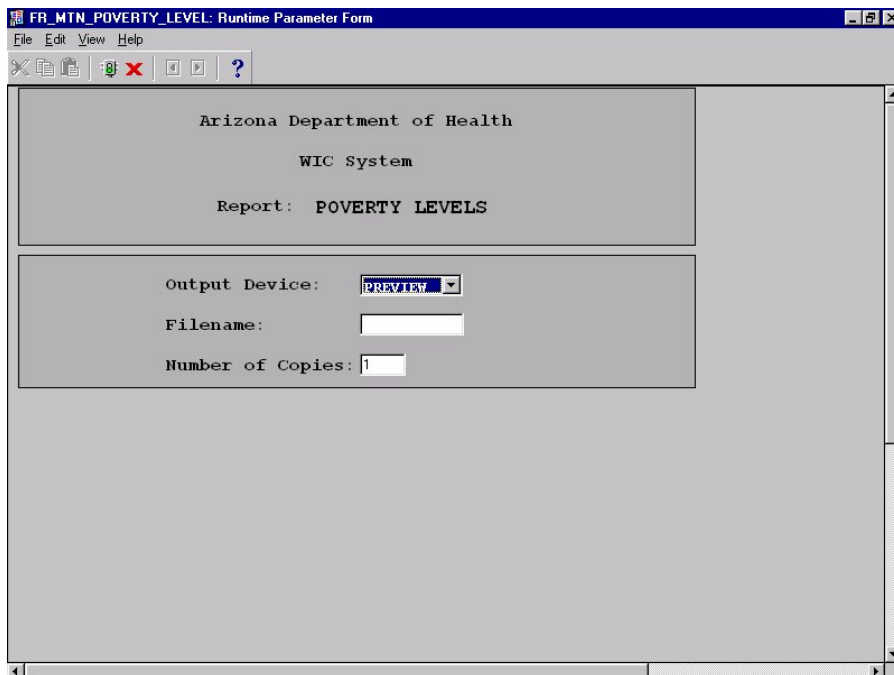 FR_MTN_POVERTY_LEVEL: Runtime Parameter Form
File Edit View Help
Arizona Department of Health
WIC System
Report: POVERTY LEVELS
Output Device: PREVIEW
Filename:
Number of Copies: 1